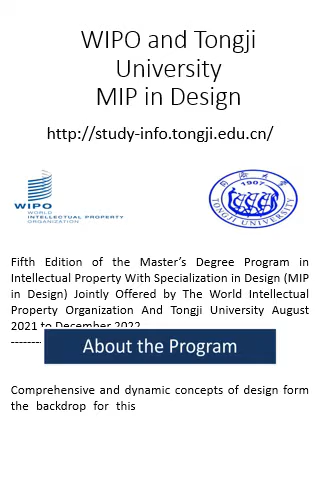 WIPO and Tongji
University
MIP in Design
http://study-info.tongji.edu.cn/
WIPO
WORLD
INTELLECTUAL PROPERTY
ORGANIZATION
1907
TONGJI UNIVERSITY
Fifth Edition of the Master’s Degree Program in
Intellectual Property With Specialization in Design (MIP
in Design) Jointly Offered by The World Intellectual
Property Organization And Tongji University August
2021 to December 2022
--------
About the Program
Comprehensive and dynamic concepts of design form
the backdrop for this